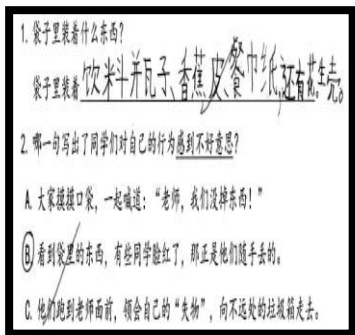 1. 袋子里装着什么东西?
袋子里装着饮料瓶子、香蕉皮、餐巾纸,还有花生壳。
2. 哪一句写出了同学们对自己的行为感到不好意思?
A. 大家摸摸口袋,一起喊道:“老师,我们没掉东西!”
B. 看到袋里的东西,有些同学脸红了,那正是他们随手丢的。
C. 他们跑到老师面前,领会自己的“失物”,向不远处的垃圾箱走去。